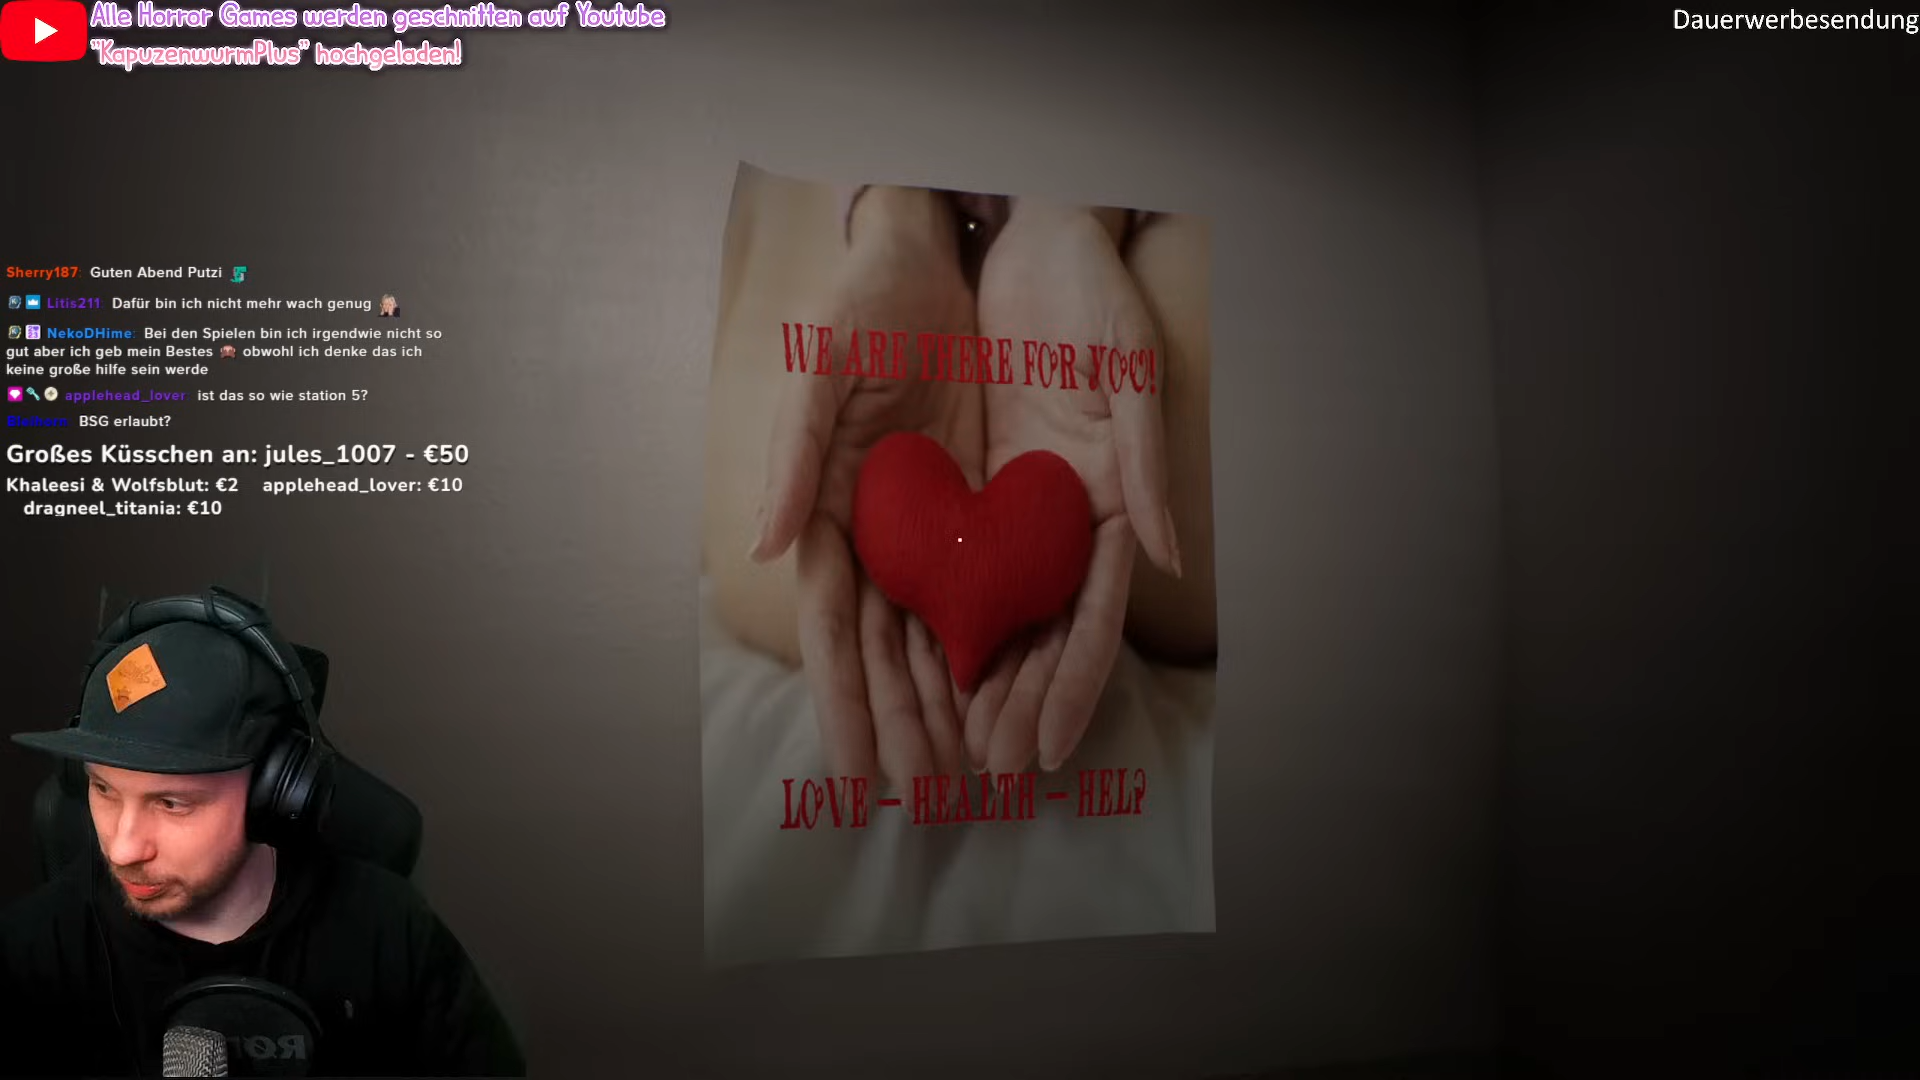 Alle Horror Games werden geschnitten auf Youtube
"KapuzenwurmPlus" hochgeladen!
Dauerwerbesendung
Sherry187: Guten Abend Putzi
Litis211: Dafür bin ich nicht mehr wach genug
NekoDHime: Bei den Spielen bin ich irgendwie nicht so
gut aber ich geb mein Bestes obwohl ich denke das ich
keine große hilfe sein werde
applehead_lover: ist das so wie station 5?
BSG erlaubt?
Großes Küsschen an: jules_1007 - €50
Khaleesi & Wolfsblut: €2 applehead_lover: €10
dragneel_titania: €10
WE ARE THERE FOR YOU!
LOVE - HEALTH - HELP